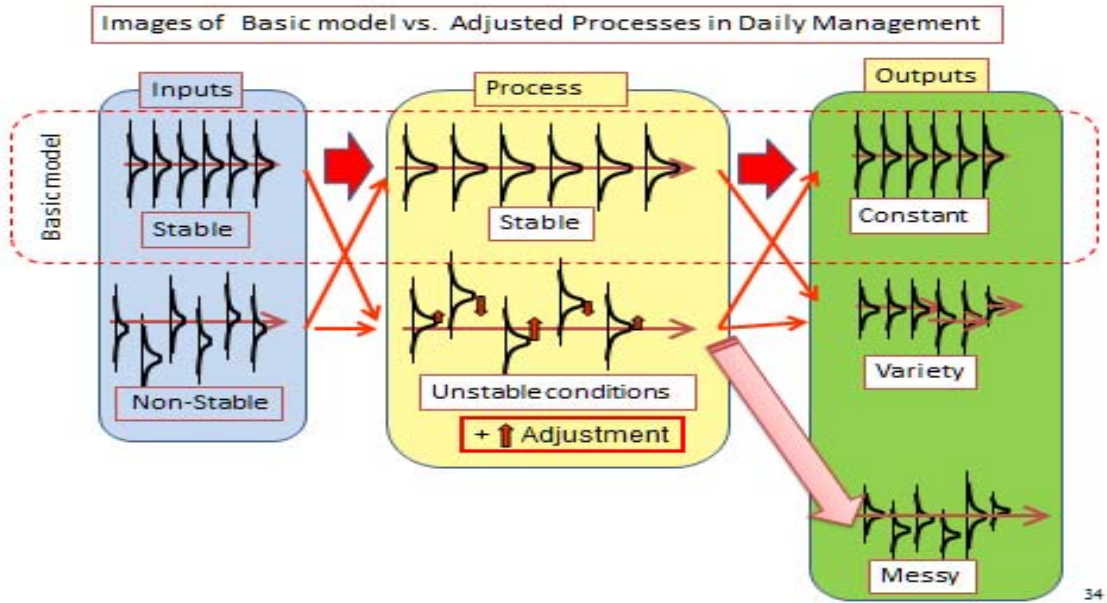 Images of Basic model vs. Adjusted Processes in Daily Management
Inputs
Process
Outputs
Basic model
Stable
Stable
Constant
Non-Stable
Unstable conditions
+ Adjustment
Variety
Messy
34